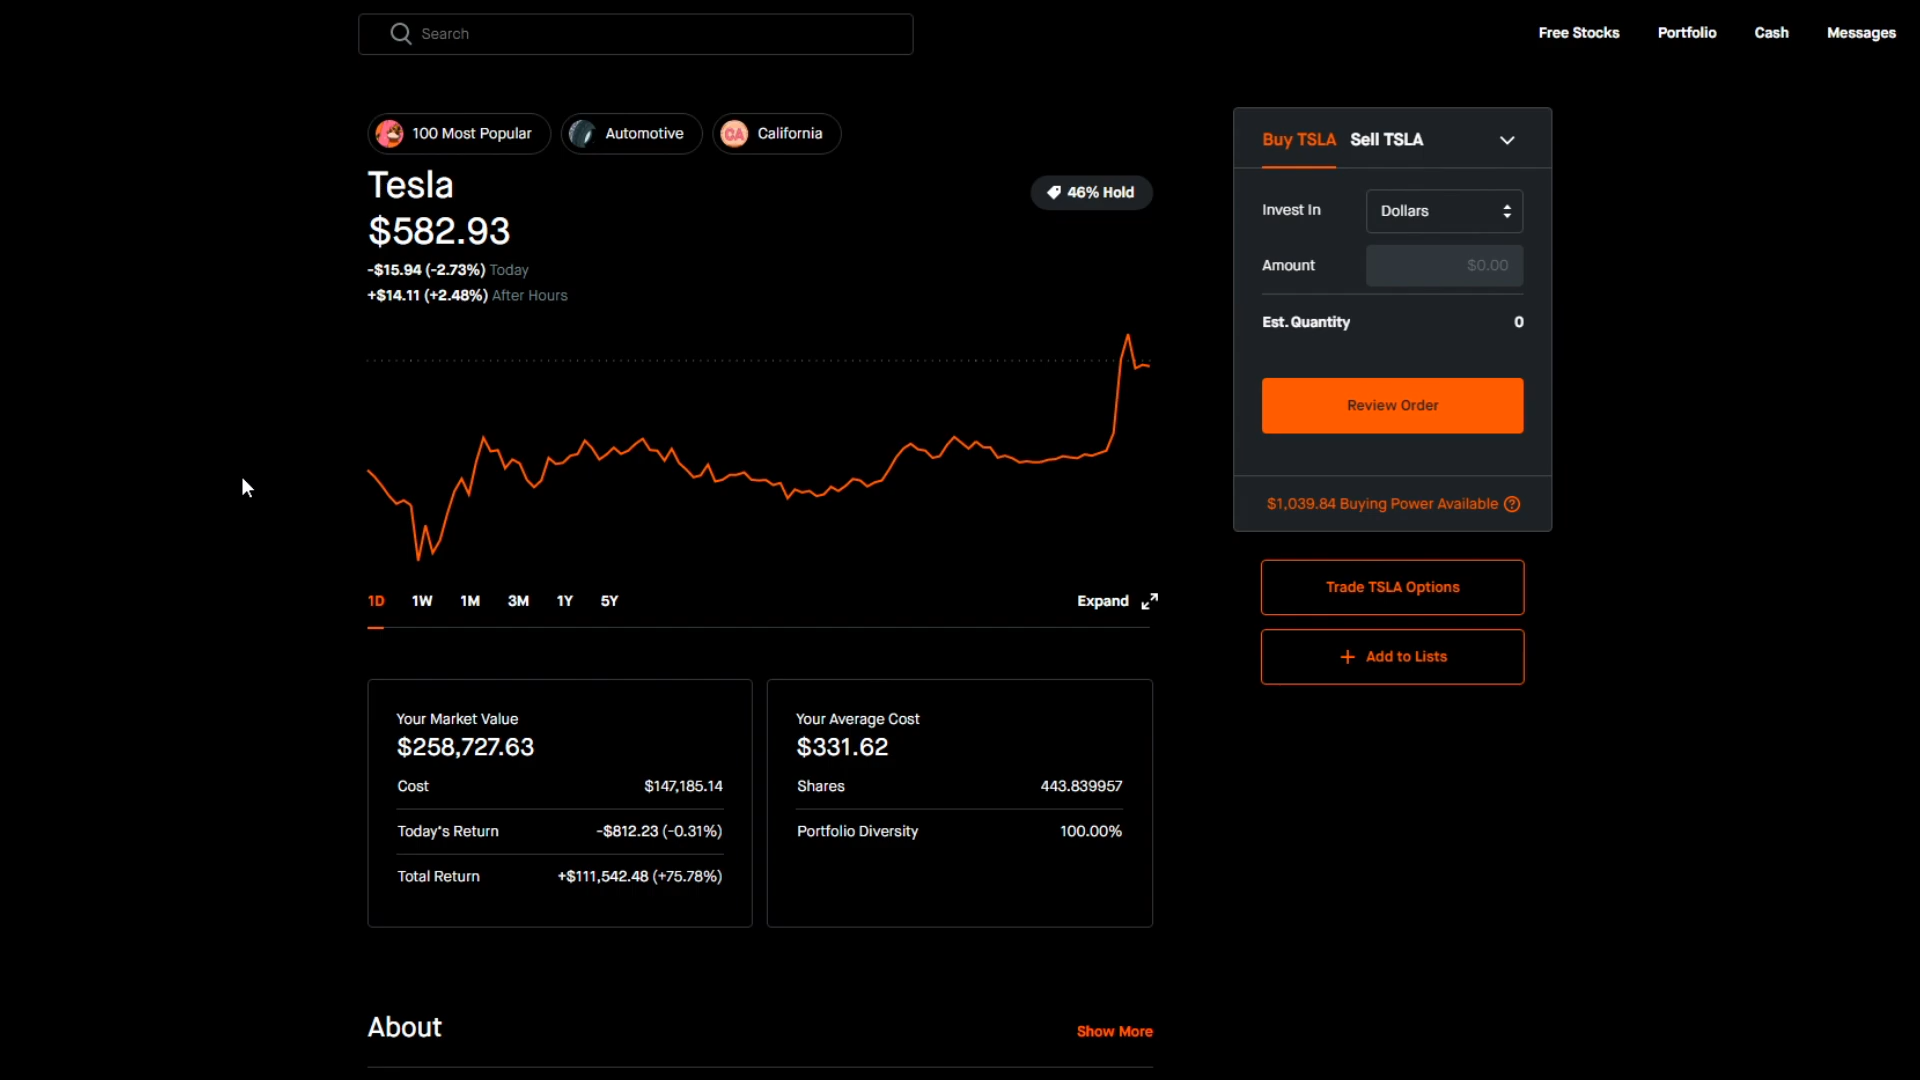 Search
Free Stocks Portfolio Cash Messages
100 Most Popular Automotive CA California
Tesla
$582.93
46% Hold
-$15.94 (-2.73%) Today
+$14.11 (+2.48%) After Hours
Buy TSLA Sell TSLA
Invest In Dollars
Amount $0.00
Est. Quantity 0
Review Order
$1,039.84 Buying Power Available ?
Trade TSLA Options
+ Add to Lists
1D 1W 1M 3M 1Y 5Y Expand
Your Market Value
$258,727.63
Cost $147,185.14
Today's Return -$812.23 (-0.31%)
Total Return +$111,542.48 (+75.78%)
Your Average Cost
$331.62
Shares 443.839957
Portfolio Diversity 100.00%
About Show More